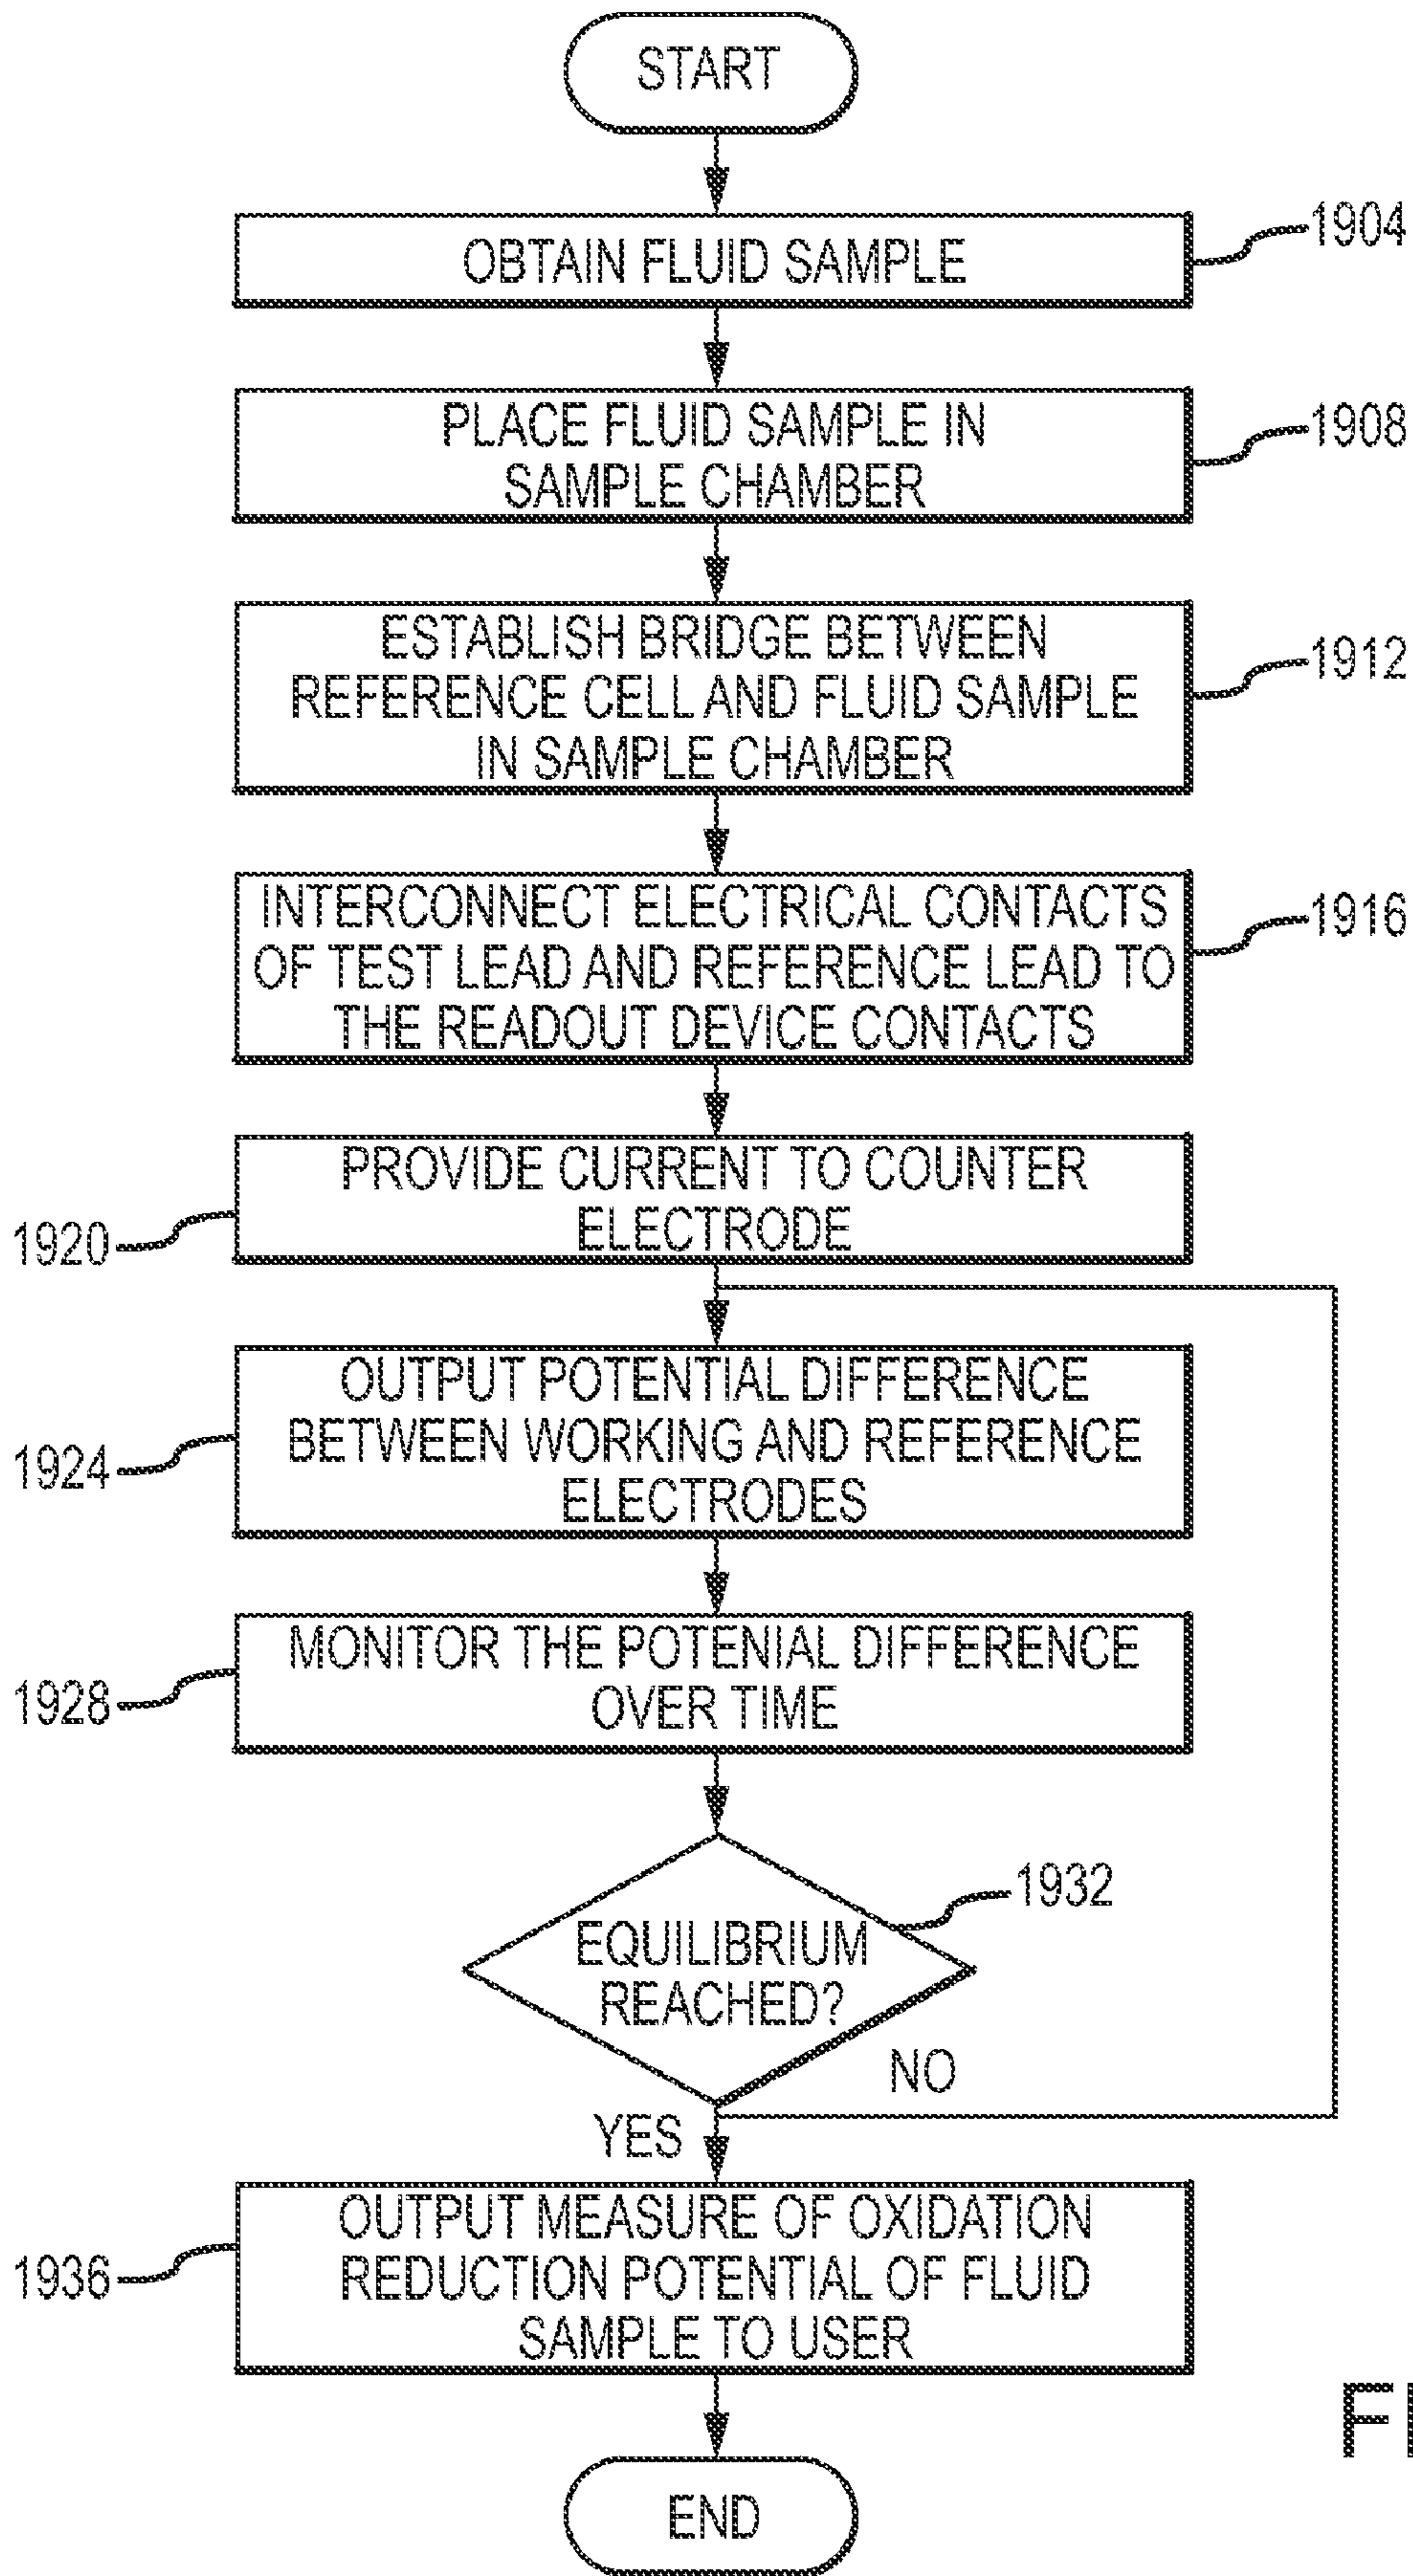 START
OBTAIN FLUID SAMPLE
1904
PLACE FLUID SAMPLE IN
SAMPLE CHAMBER
1908
ESTABLISH BRIDGE BETWEEN
REFERENCE CELL AND FLUID SAMPLE
IN SAMPLE CHAMBER
1912
INTERCONNECT ELECTRICAL CONTACTS
OF TEST LEAD AND REFERENCE LEAD TO
THE READOUT DEVICE CONTACTS
1916
PROVIDE CURRENT TO COUNTER
ELECTRODE
1920
OUTPUT POTENTIAL DIFFERENCE
BETWEEN WORKING AND REFERENCE
ELECTRODES
1924
MONITOR THE POTENIAL DIFFERENCE
OVER TIME
1928
EQUILIBRIUM
REACHED?
1932
NO
YES
OUTPUT MEASURE OF OXIDATION
REDUCTION POTENTIAL OF FLUID
SAMPLE TO USER
1936
END